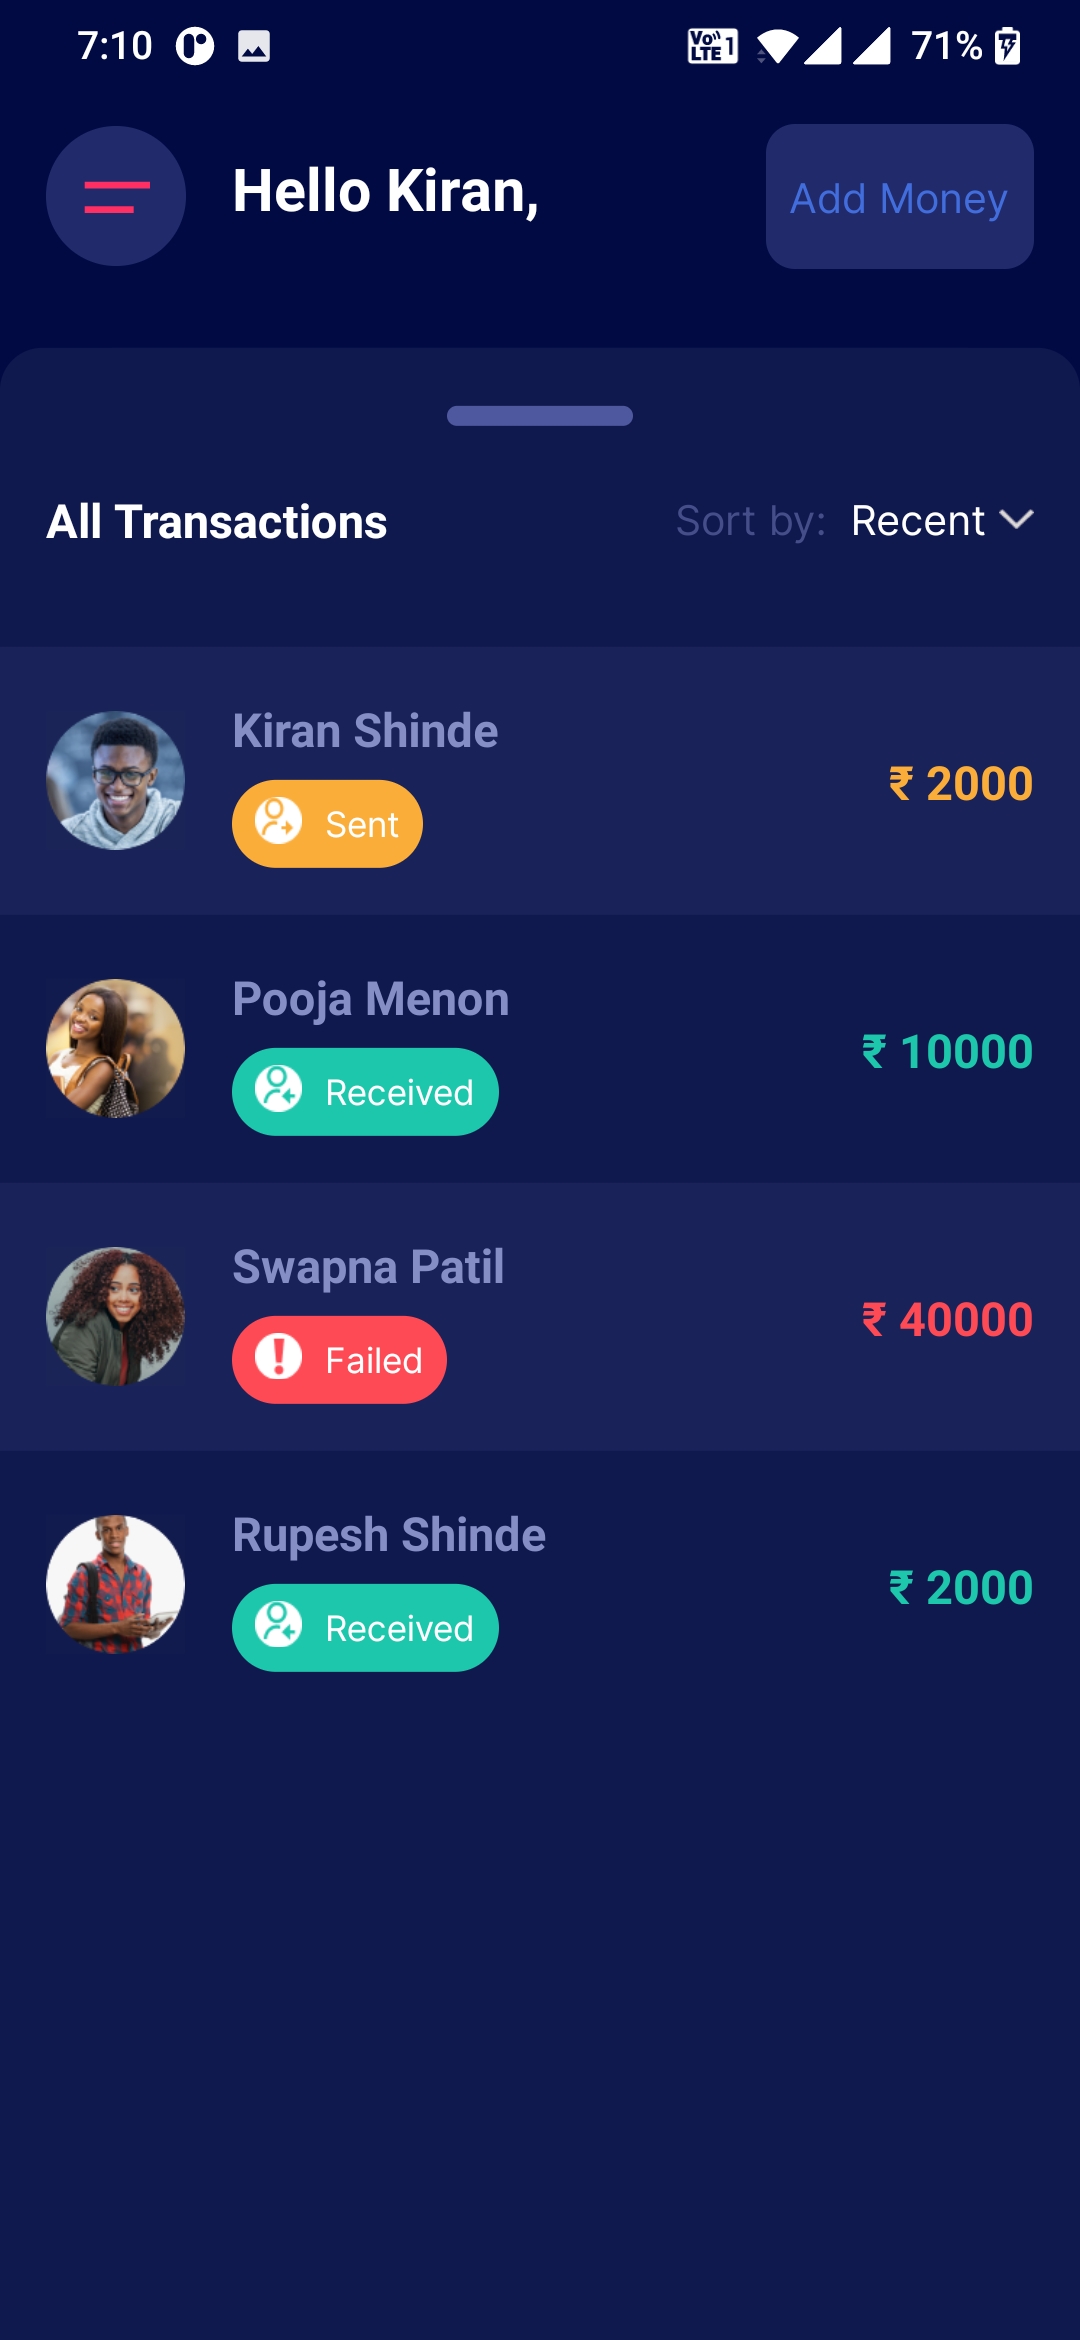 7:10 Vo LTE 1 71%
Hello Kiran,
Add Money
All Transactions
Sort by: Recent
Kiran Shinde
Sent
₹ 2000
Pooja Menon
Received
₹ 10000
Swapna Patil
Failed
₹ 40000
Rupesh Shinde
Received
₹ 2000